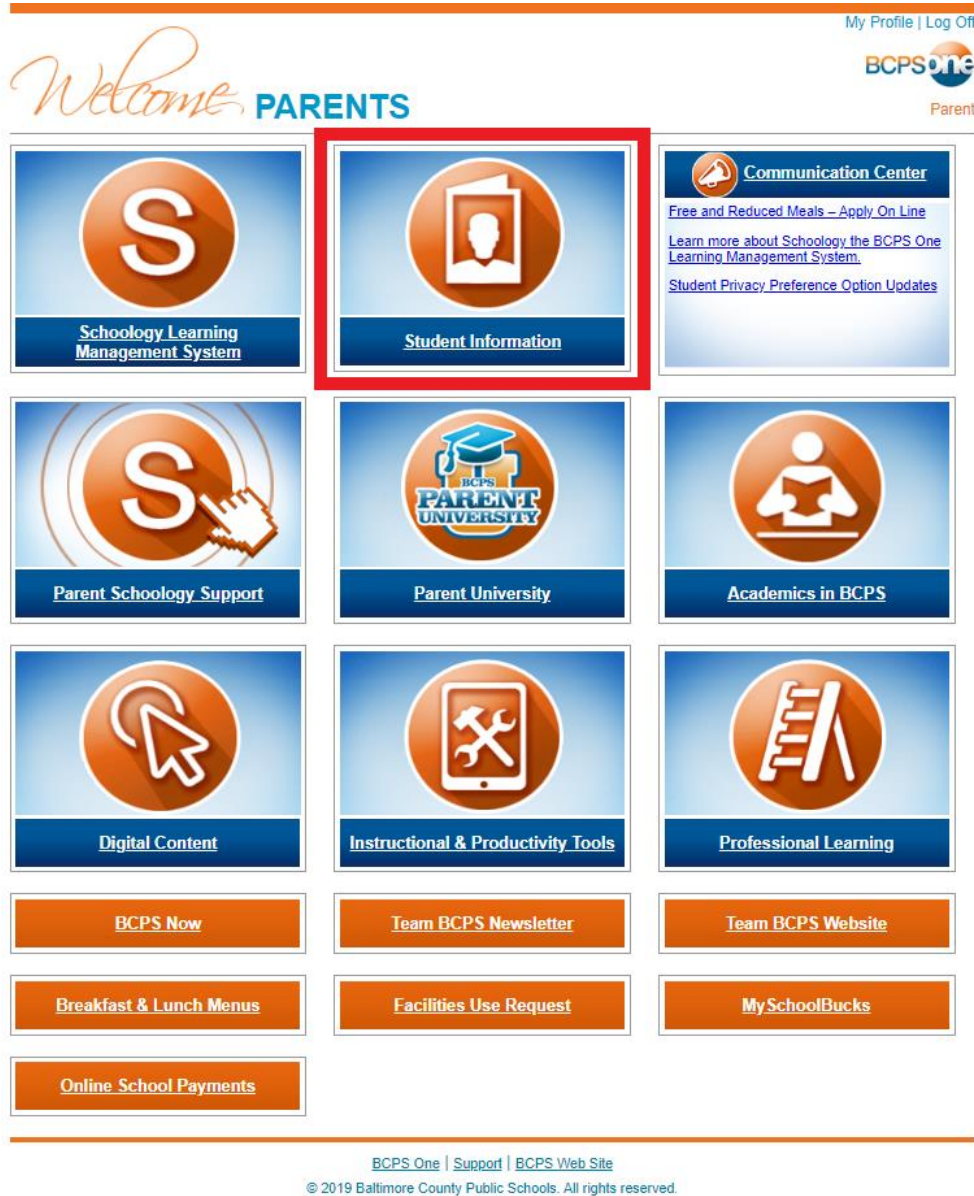 My Profile | Log Off
Welcome PARENTS
BCPSone
Parent
S
Schoology Learning
Management System
Student Information
Communication Center
Free and Reduced Meals – Apply On Line
Learn more about Schoology the BCPS One
Learning Management System.
Student Privacy Preference Option Updates
S
Parent Schoology Support
BCPS
PARENT
UNIVERSITY
Parent University
Academics in BCPS
Digital Content
Instructional & Productivity Tools
Professional Learning
BCPS Now
Team BCPS Newsletter
Team BCPS Website
Breakfast & Lunch Menus
Facilities Use Request
MySchoolBucks
Online School Payments
BCPS One | Support | BCPS Web Site
© 2019 Baltimore County Public Schools. All rights reserved.